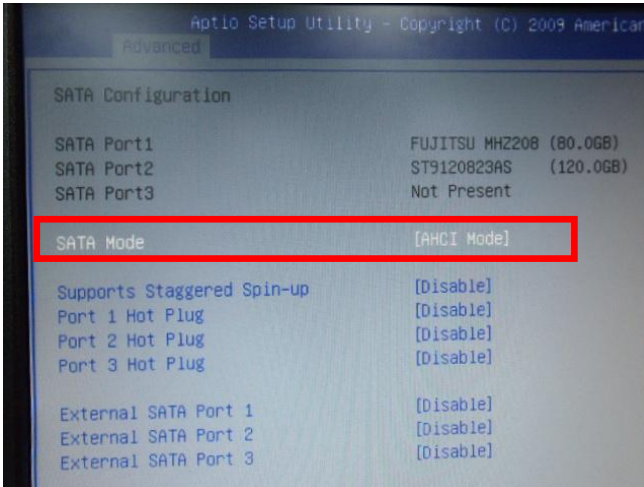 Aptio Setup Utility - Copyright (C) 2009 American
Advanced
SATA Configuration
SATA Port1 FUJITSU MHZ208 (80.0GB)
SATA Port2 ST9120823AS (120.0GB)
SATA Port3 Not Present
SATA Mode [AHCI Mode]
Supports Staggered Spin-up [Disable]
Port 1 Hot Plug [Disable]
Port 2 Hot Plug [Disable]
Port 3 Hot Plug [Disable]
External SATA Port 1 [Disable]
External SATA Port 2 [Disable]
External SATA Port 3 [Disable]